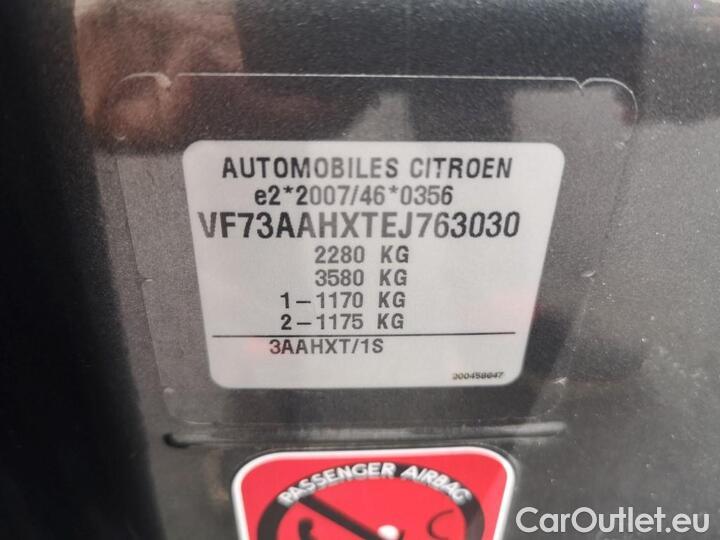 AUTOMOBILES CITROEN
e2*2007/46*0356
VF73AAHXTEJ763030
2280 KG
3580 KG
1-1170 KG
2-1175 KG
3AAHXT/1S
200458647
PASSENGER AIRBAG
CarOutlet.eu